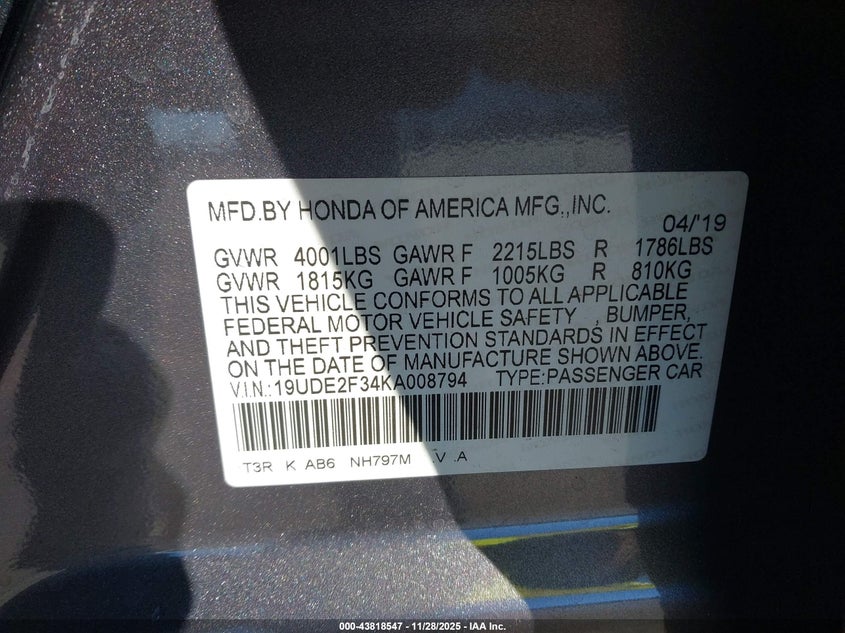 MFD.BY HONDA OF AMERICA MFG.,INC.
04/'19
GVWR 4001LBS GAWR F 2215LBS R 1786LBS
GVWR 1815KG GAWR F 1005KG R 810KG
THIS VEHICLE CONFORMS TO ALL APPLICABLE
FEDERAL MOTOR VEHICLE SAFETY , BUMPER,
AND THEFT PREVENTION STANDARDS IN EFFECT
ON THE DATE OF MANUFACTURE SHOWN ABOVE.
V.I.N.:19UDE2F34KA008794 TYPE:PASSENGER CAR
T3R K AB6 NH797M V .A
000-43818547 - 11/28/2025 - IAA Inc.